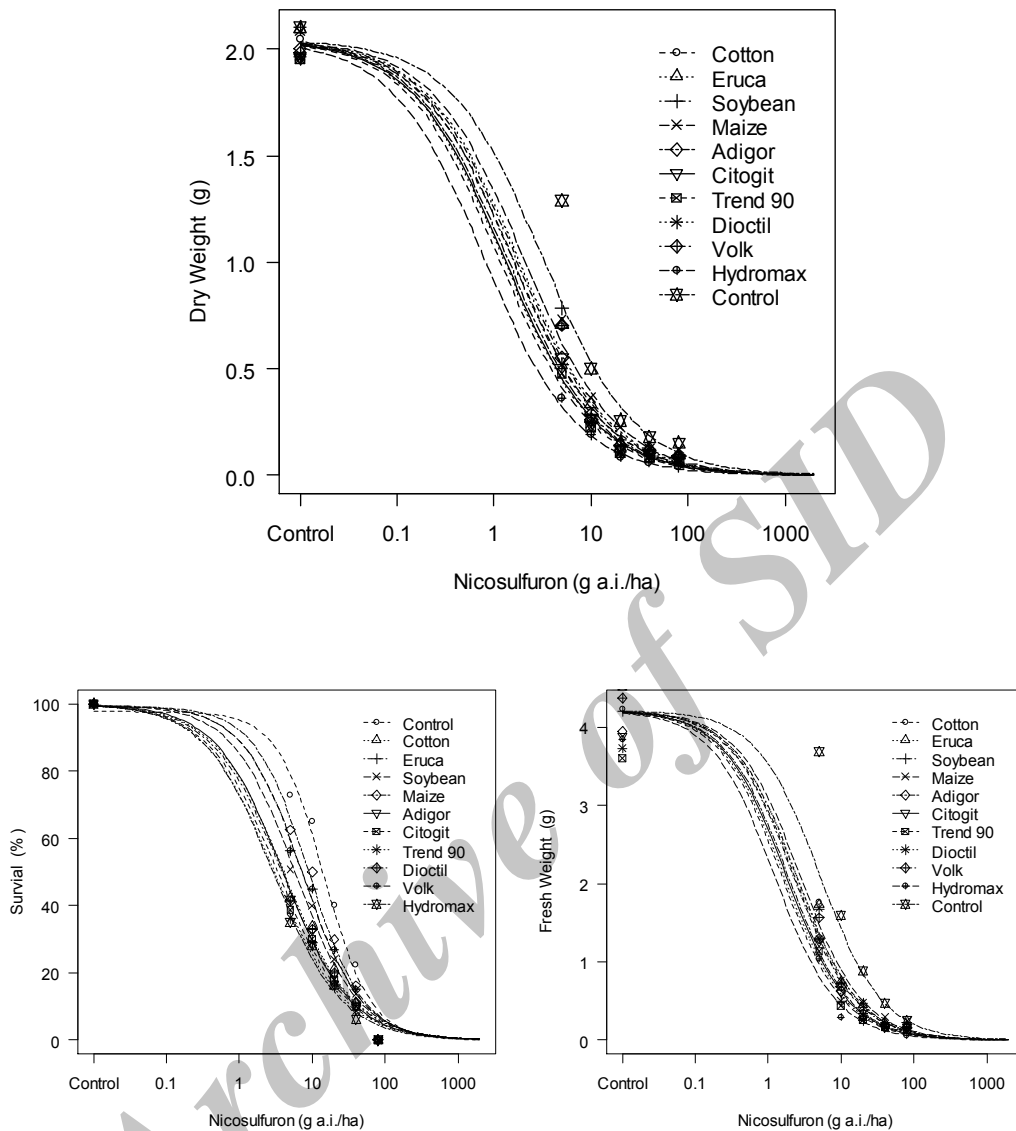 2.0
1.5
1.0
0.5
0.0
Dry Weight (g)
Cotton
Eruca
Soybean
Maize
Adigor
Citogit
Trend 90
Dioctil
Volk
Hydromax
Control
Control 0.1 1 10 100 1000
Nicosulfuron (g a.i./ha)
100
80
60
40
20
0
Survial (%)
Control
Cotton
Eruca
Soybean
Maize
Adigor
Citogit
Trend 90
Dioctil
Volk
Hydromax
Control 0.1 1 10 100 1000
Nicosulfuron (g a.i./ha)
4
3
2
1
0
Fresh Weight (g)
Cotton
Eruca
Soybean
Maize
Adigor
Citogit
Trend 90
Dioctil
Volk
Hydromax
Control
Control 0.1 1 10 100 1000
Nicosulfuron (g a.i./ha)
Archive of SID